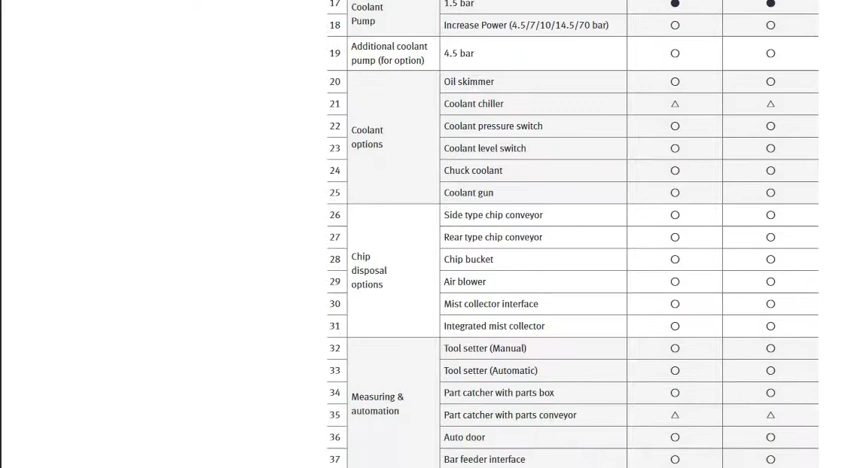 17 Coolant Pump 1.5 bar ● ●
18 Increase Power (4.5/7/10/14.5/70 bar) ○ ○
19 Additional coolant pump (for option) 4.5 bar ○ ○
20 Coolant options Oil skimmer ○ ○
21 Coolant chiller △ △
22 Coolant pressure switch ○ ○
23 Coolant level switch ○ ○
24 Chuck coolant ○ ○
25 Coolant gun ○ ○
26 Chip disposal options Side type chip conveyor ○ ○
27 Rear type chip conveyor ○ ○
28 Chip bucket ○ ○
29 Air blower ○ ○
30 Mist collector interface ○ ○
31 Integrated mist collector ○ ○
32 Measuring & automation Tool setter (Manual) ○ ○
33 Tool setter (Automatic) ○ ○
34 Part catcher with parts box ○ ○
35 Part catcher with parts conveyor △ △
36 Auto door ○ ○
37 Bar feeder interface ○ ○